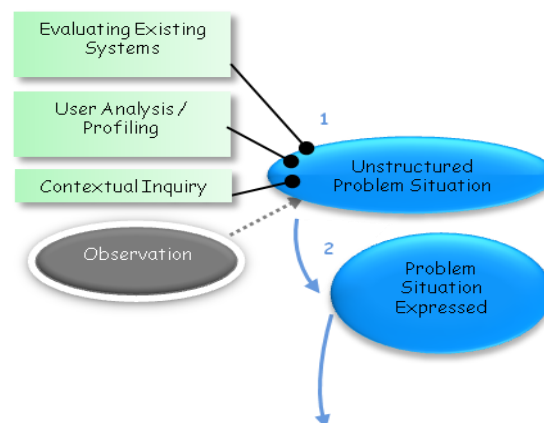 Evaluating Existing
Systems
User Analysis /
Profiling
Contextual Inquiry
Observation
1
Unstructured
Problem Situation
2
Problem
Situation
Expressed